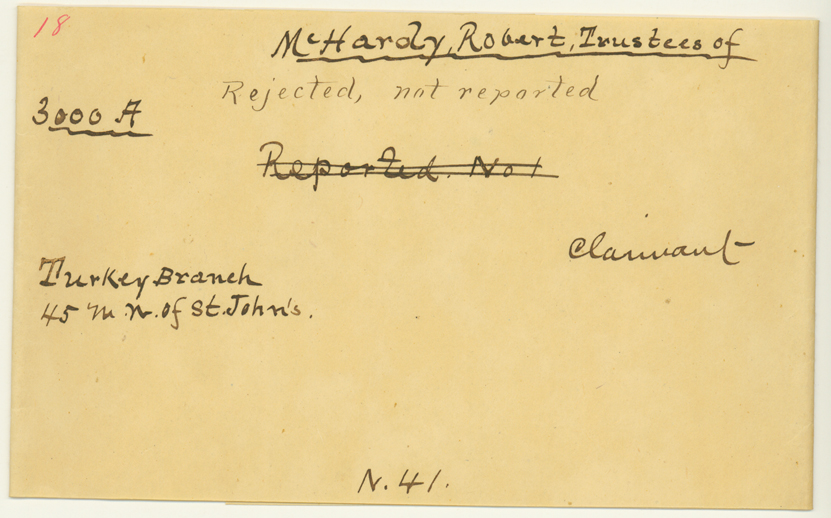 18
McHardy, Robert, Trustees of
Rejected, not reported
3000 A
Reported. No 1
Claimant
Turkey Branch
45 M. N. of St. John's.
N. 41.